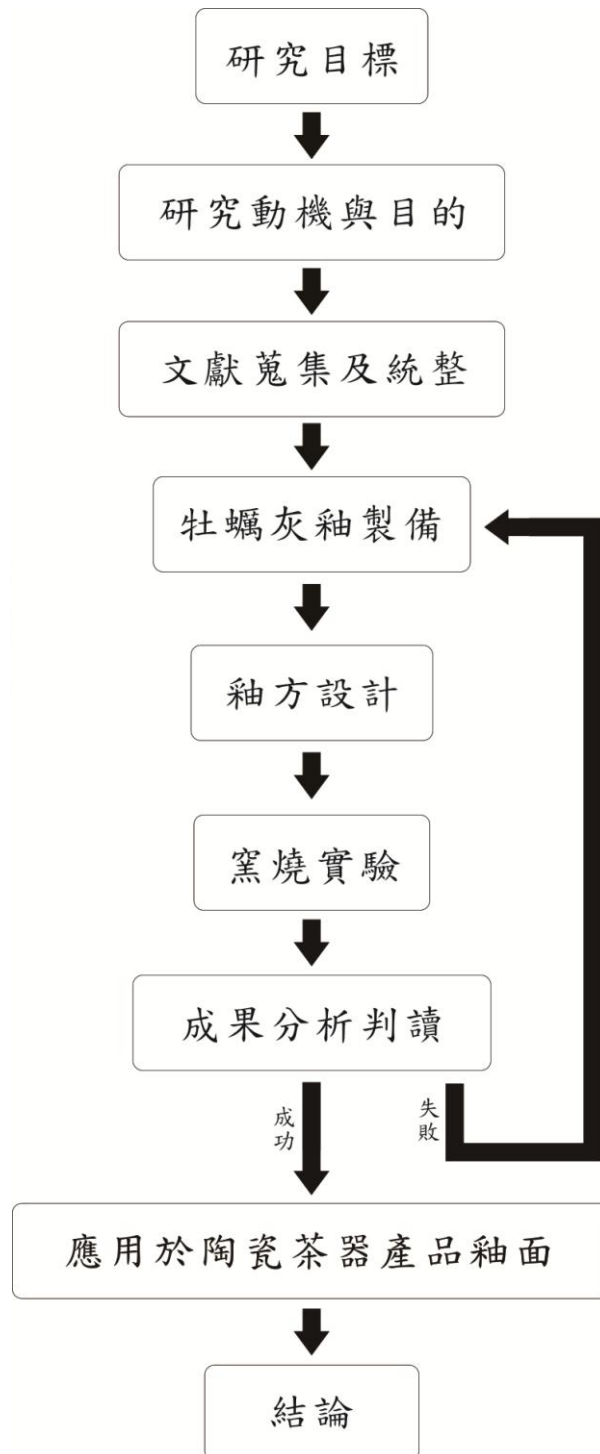 研究目標
研究動機與目的
文獻蒐集及統整
牡蠣灰釉製備
釉方設計
窯燒實驗
成果分析判讀
成功
失敗
應用於陶瓷茶器產品釉面
結論